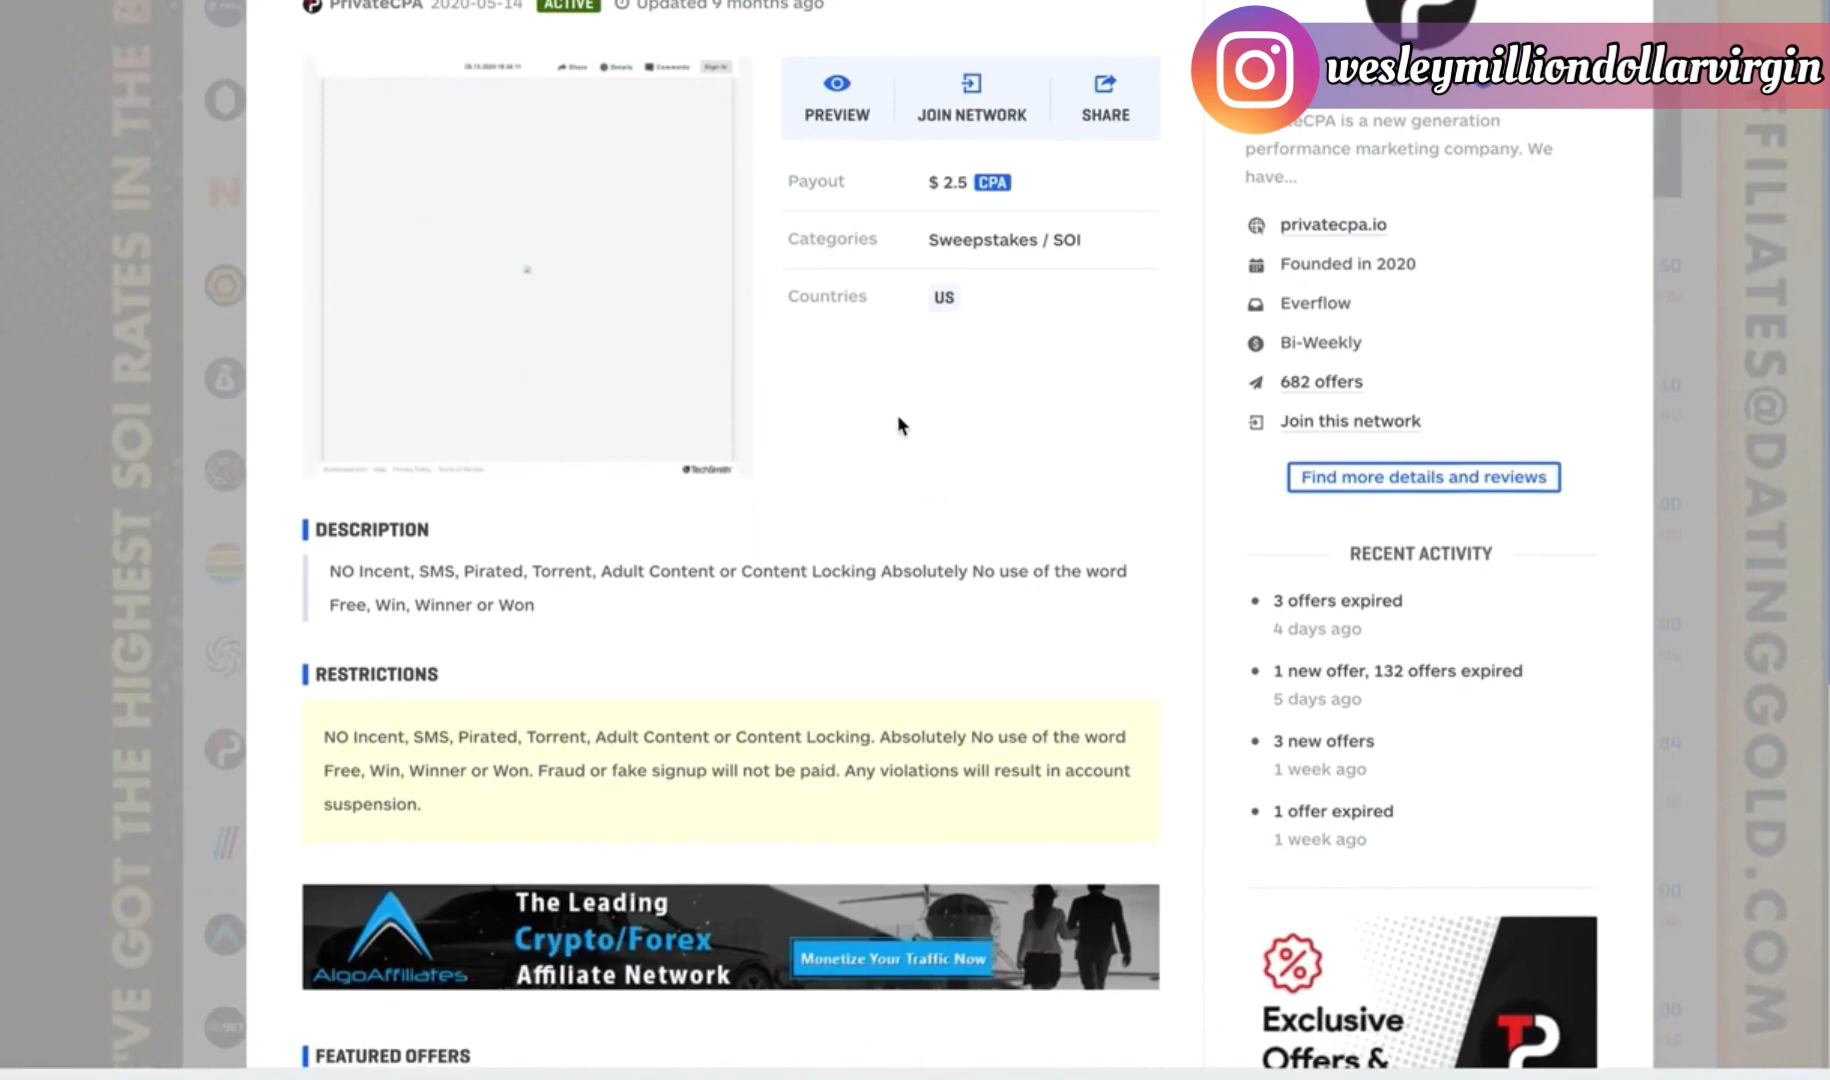 PrivateCPA 2020-05-14 ACTIVE Updated 9 months ago
wesleymilliondollarvirgin
Share Details Comments Sign In
TechSmith
PREVIEW JOIN NETWORK SHARE
Payout $ 2.5 CPA
Categories Sweepstakes / SOI
Countries US
DESCRIPTION
NO Incent, SMS, Pirated, Torrent, Adult Content or Content Locking Absolutely No use of the word
Free, Win, Winner or Won
RESTRICTIONS
NO Incent, SMS, Pirated, Torrent, Adult Content or Content Locking. Absolutely No use of the word
Free, Win, Winner or Won. Fraud or fake signup will not be paid. Any violations will result in account
suspension.
AlgoAffiliates
The Leading
Crypto/Forex
Affiliate Network
Monetize Your Traffic Now
FEATURED OFFERS
eCPA is a new generation
performance marketing company. We
have...
privatecpa.io
Founded in 2020
Everflow
Bi-Weekly
682 offers
Join this network
Find more details and reviews
RECENT ACTIVITY
3 offers expired
4 days ago
1 new offer, 132 offers expired
5 days ago
3 new offers
1 week ago
1 offer expired
1 week ago
Exclusive
Offers &
'VE GOT THE HIGHEST SOI RATES IN THE B
FFILIATES@DATINGGOLD.COM